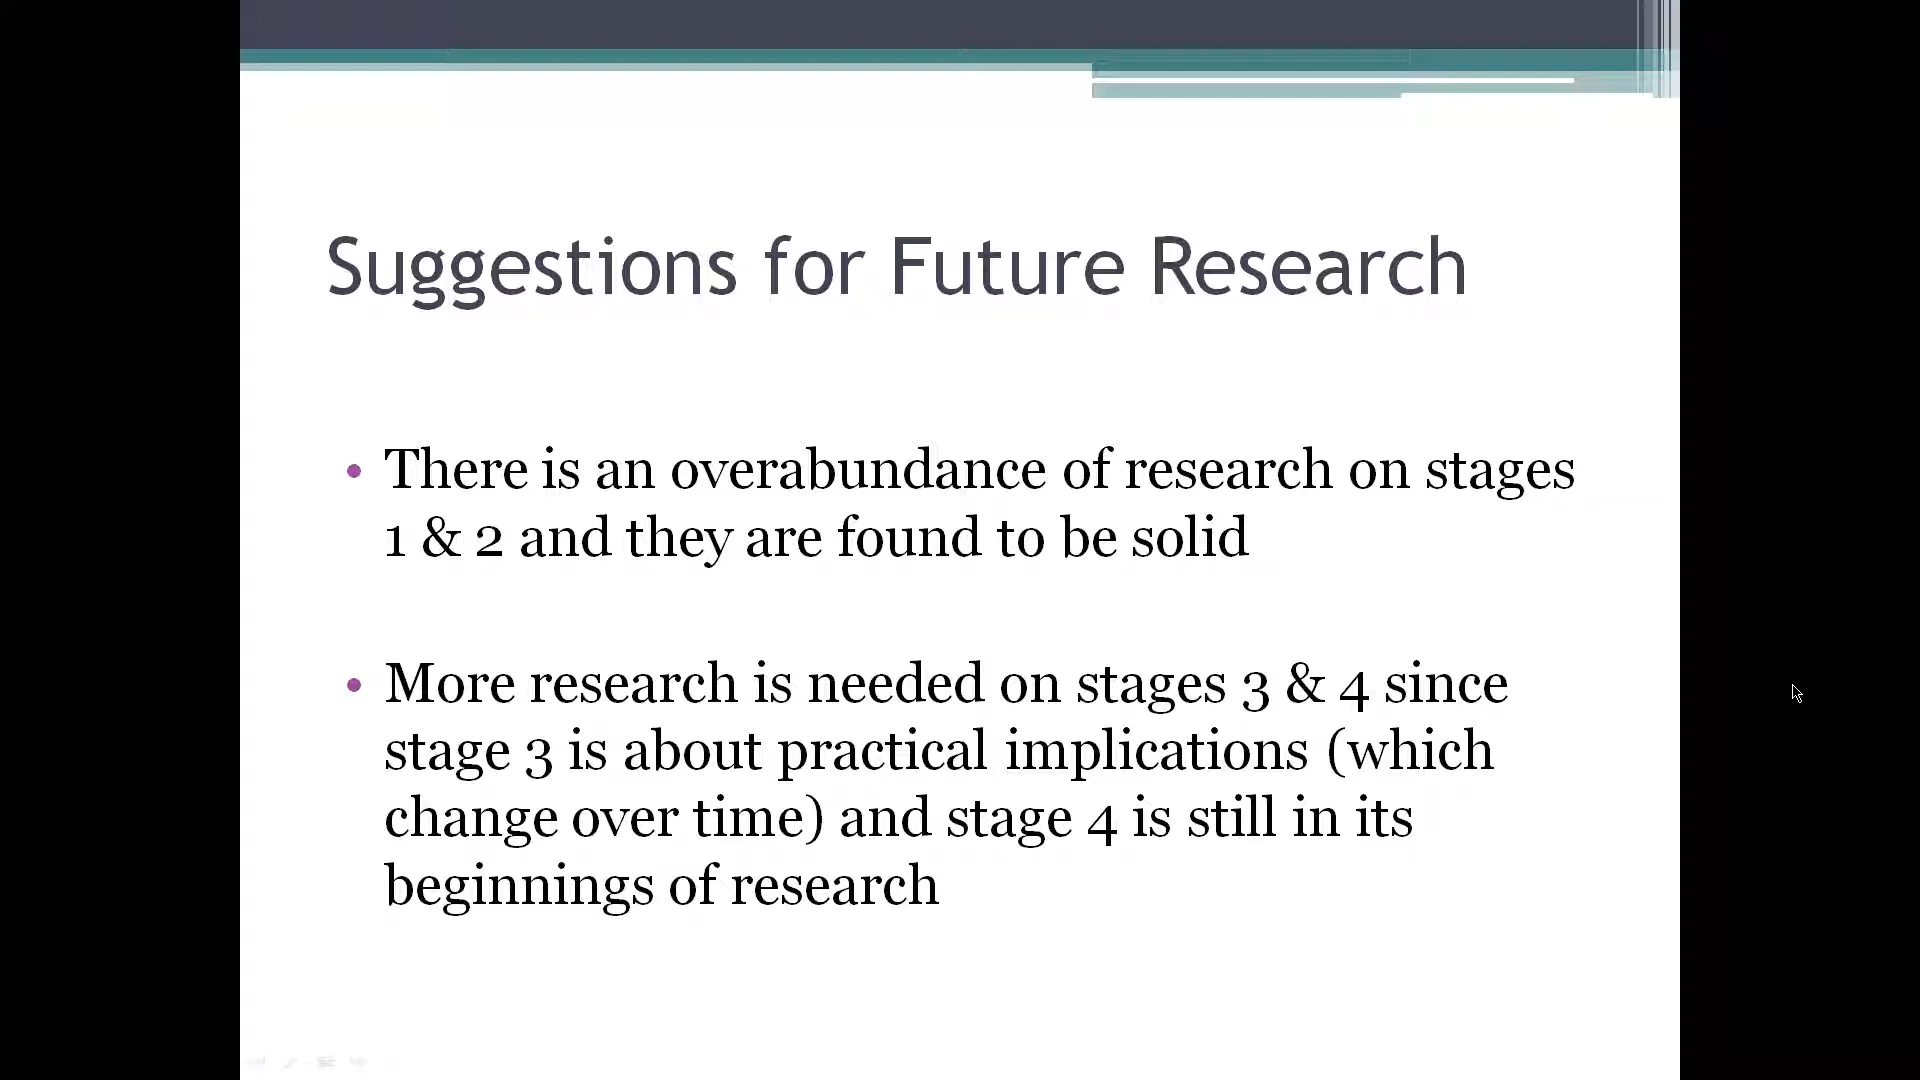 Suggestions for Future Research
• There is an overabundance of research on stages
1 & 2 and they are found to be solid
• More research is needed on stages 3 & 4 since
stage 3 is about practical implications (which
change over time) and stage 4 is still in its
beginnings of research